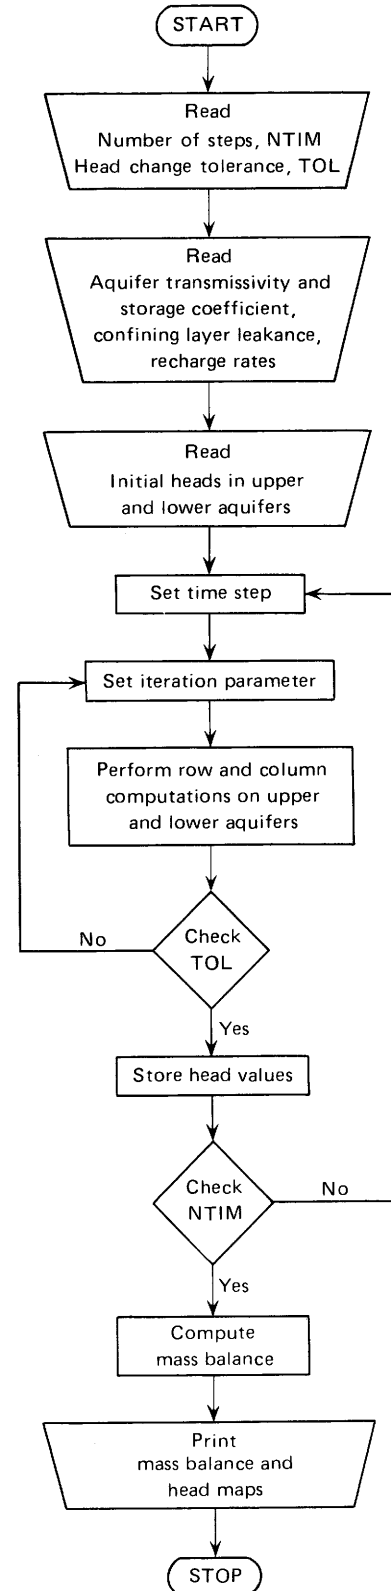 START
Read
Number of steps, NTIM
Head change tolerance, TOL
Read
Aquifer transmissivity and
storage coefficient,
confining layer leakance,
recharge rates
Read
Initial heads in upper
and lower aquifers
Set time step
Set iteration parameter
Perform row and column
computations on upper
and lower aquifers
Check
TOL
No
Yes
Store head values
Check
NTIM
No
Yes
Compute
mass balance
Print
mass balance and
head maps
STOP